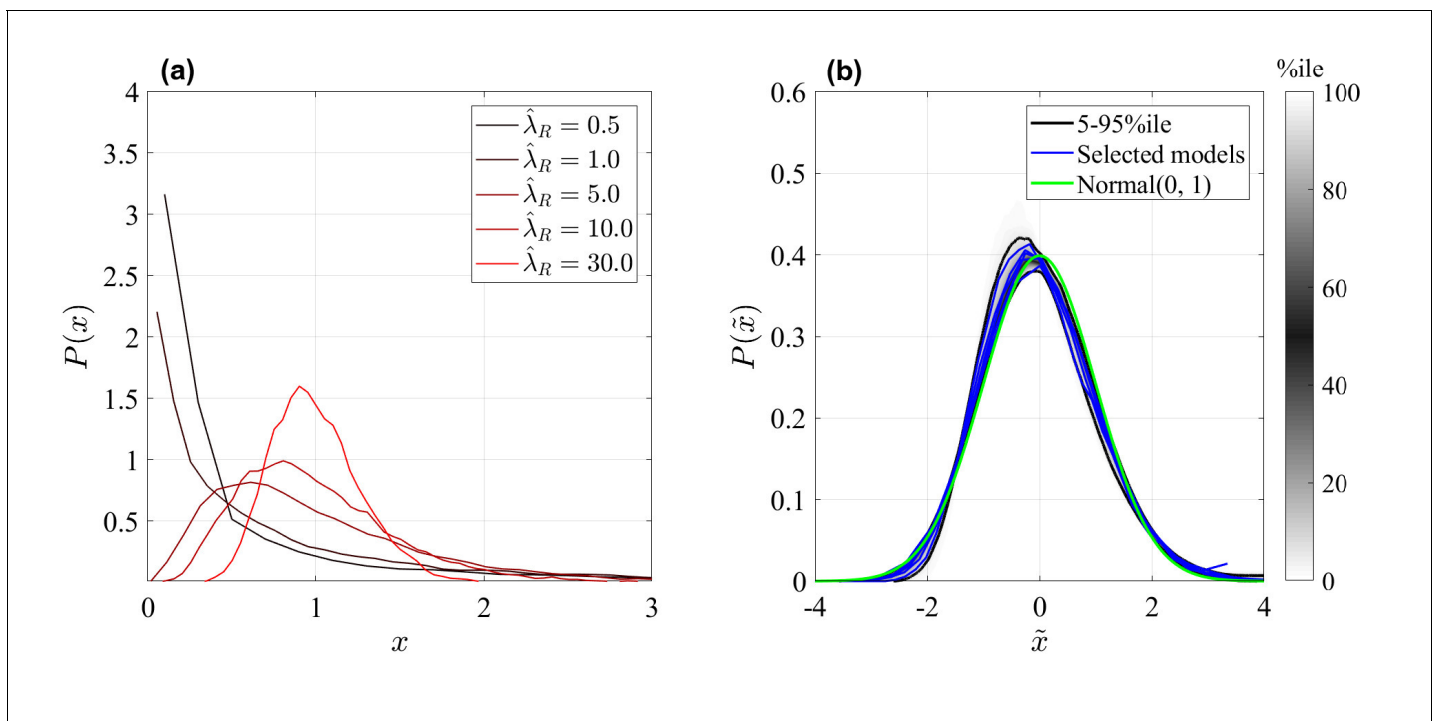 (a)
4
3.5
3
2.5
2
1.5
1
0.5
0 1 2 3
x
P(x)
λ̂_R = 0.5
λ̂_R = 1.0
λ̂_R = 5.0
λ̂_R = 10.0
λ̂_R = 30.0
(b)
0.6
0.5
0.4
0.3
0.2
0.1
0
-4 -2 0 2 4
x̃
P(x̃)
5-95%ile
Selected models
Normal(0, 1)
%ile
100
80
60
40
20
0